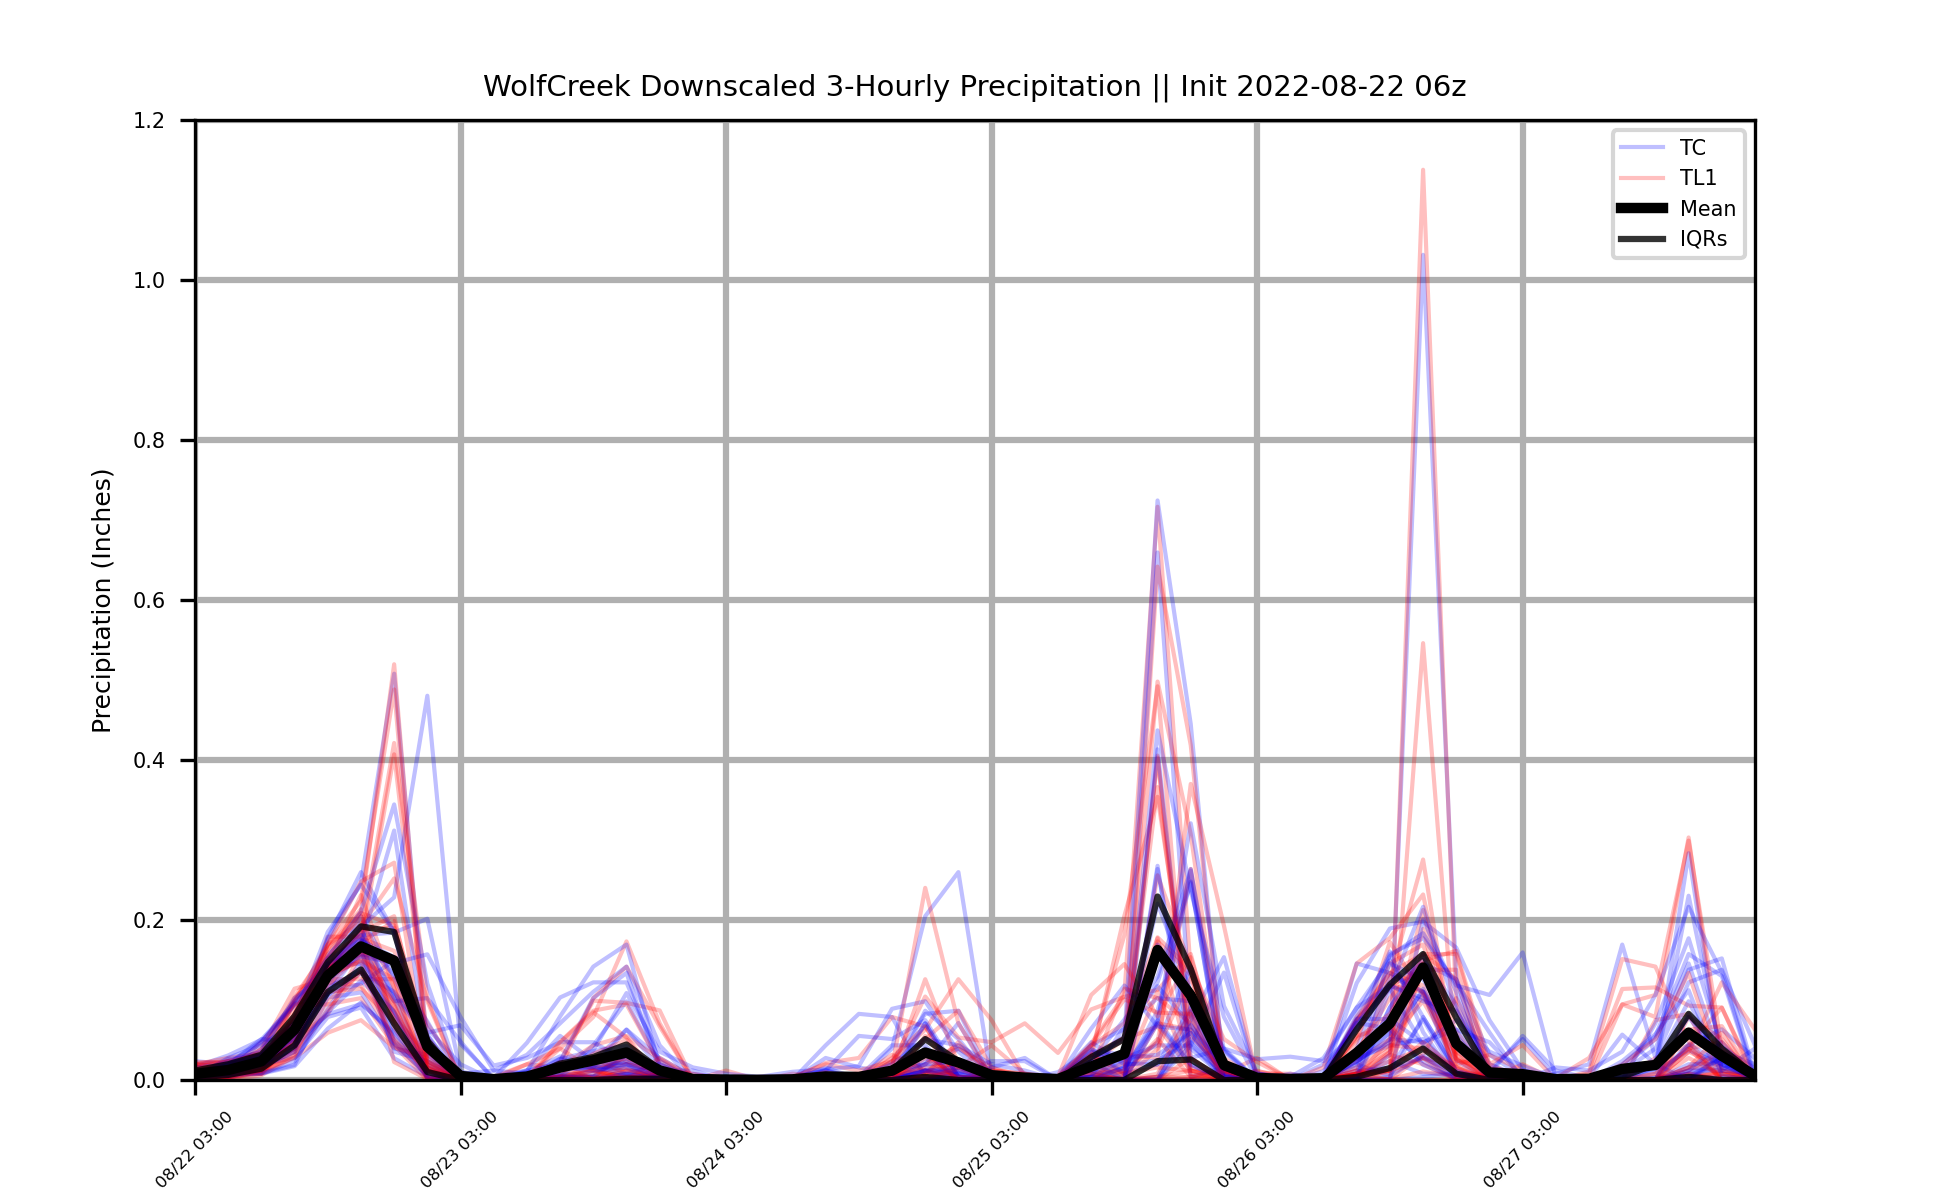 WolfCreek Downscaled 3-Hourly Precipitation || Init 2022-08-22 06z
1.2
1.0
0.8
0.6
0.4
0.2
0.0
Precipitation (Inches)
TC
TL1
Mean
IQRs
08/22 03:00
08/23 03:00
08/24 03:00
08/25 03:00
08/26 03:00
08/27 03:00